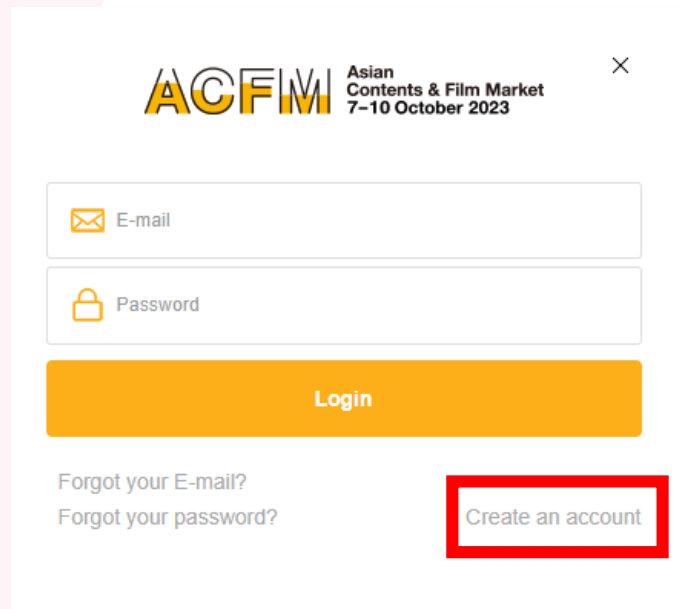 ACFM
Asian
Contents & Film Market
7–10 October 2023
E-mail
Password
Login
Forgot your E-mail?
Forgot your password?
Create an account